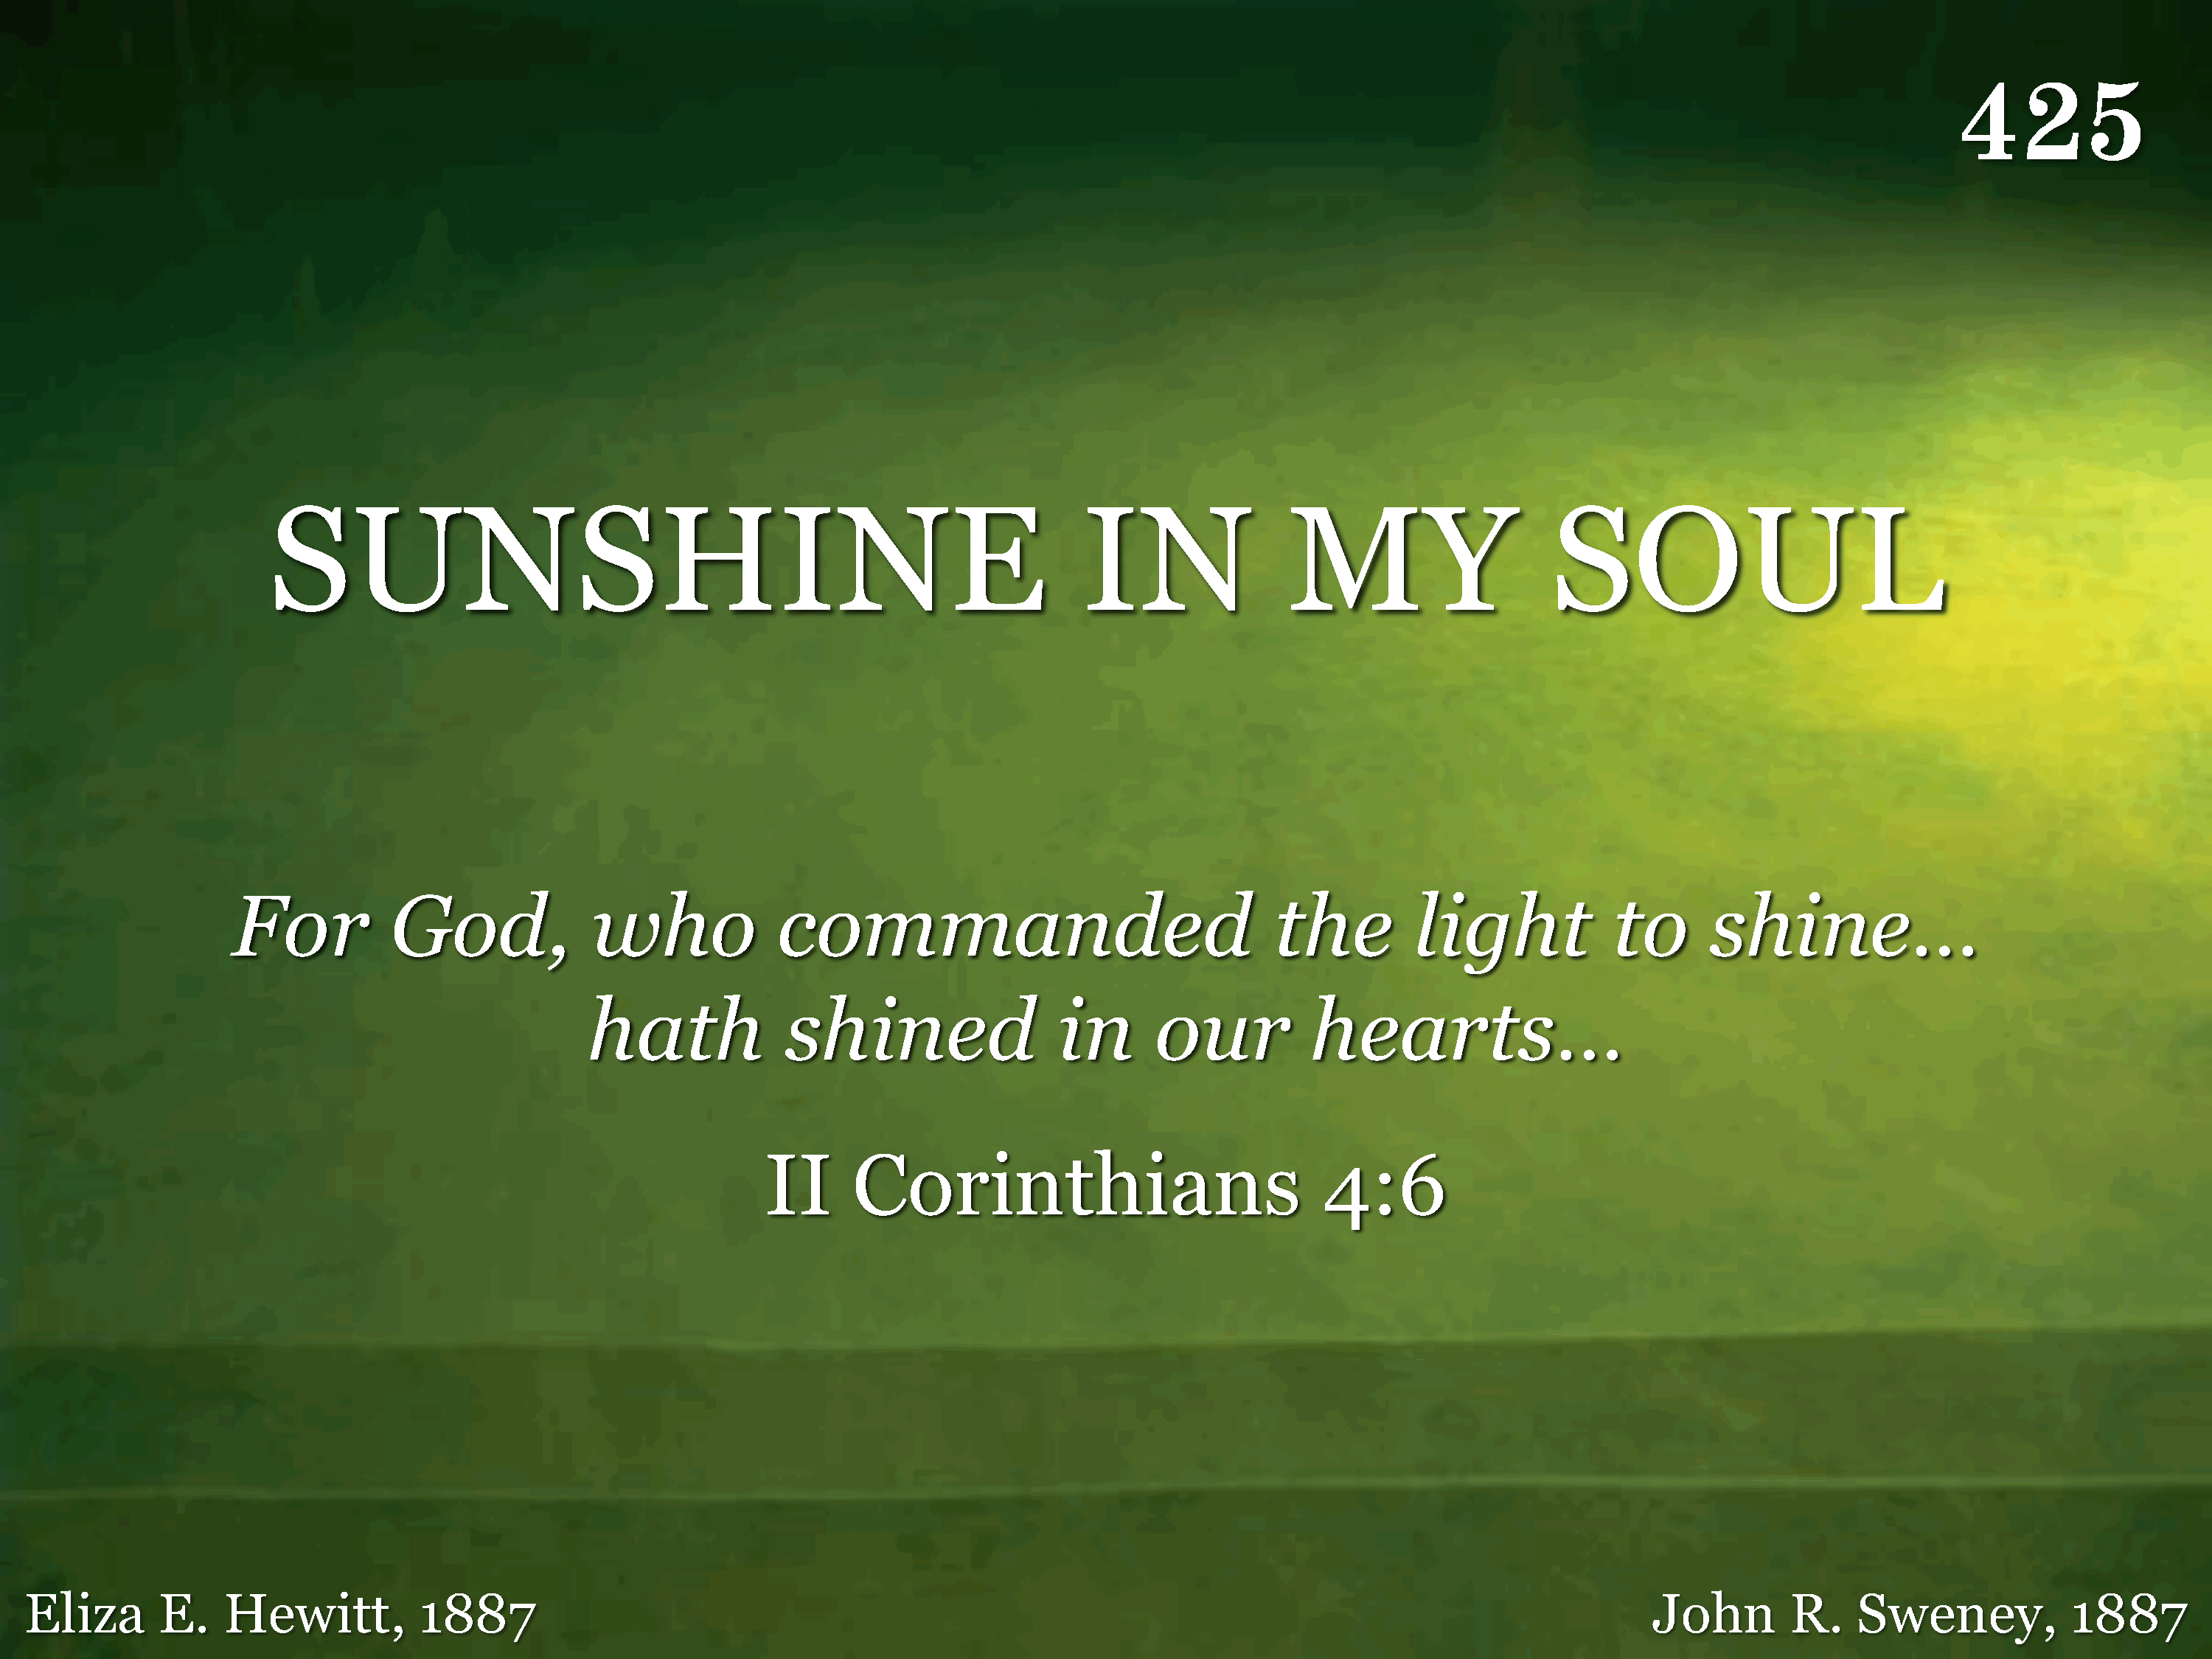 425
SUNSHINE IN MY SOUL
For God, who commanded the light to shine...
hath shined in our hearts...
II Corinthians 4:6
Eliza E. Hewitt, 1887
John R. Sweney, 1887